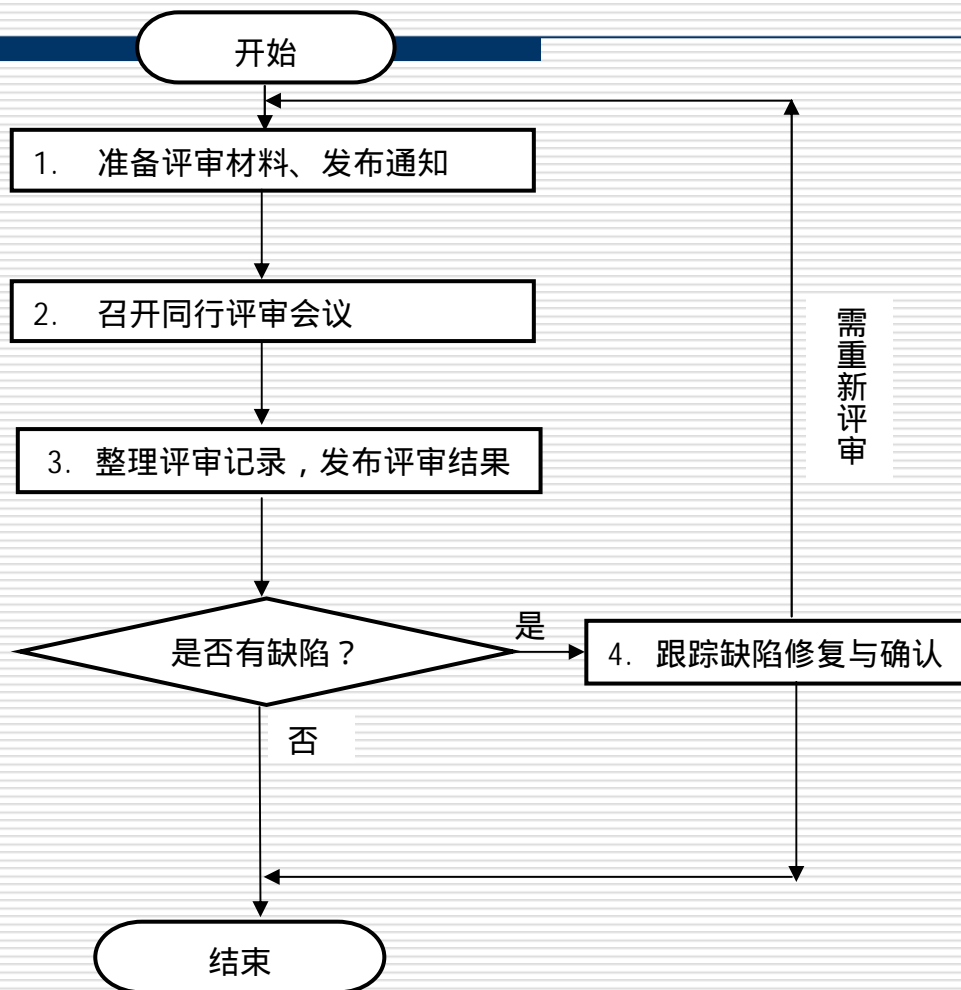 开始
1. 准备评审材料、发布通知
2. 召开同行评审会议
需重新评审
3. 整理评审记录，发布评审结果
是否有缺陷？
是
4. 跟踪缺陷修复与确认
否
结束